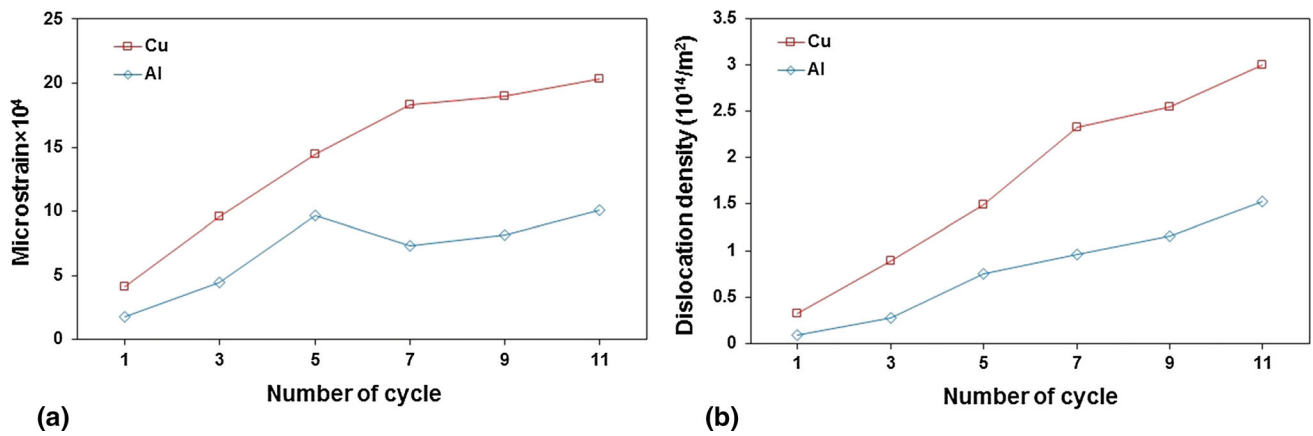 25
20
15
10
5
0
Microstrain×10⁴
Cu
Al
1 3 5 7 9 11
Number of cycle
(a)
3.5
3
2.5
2
1.5
1
0.5
0
Dislocation density (10¹⁴/m²)
Cu
Al
1 3 5 7 9 11
Number of cycle
(b)